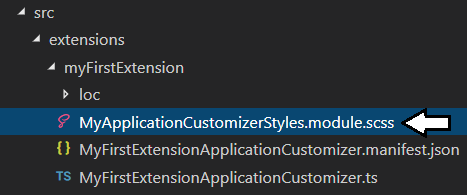 src
extensions
myFirstExtension
loc
MyApplicationCustomizerStyles.module.scss
{} MyFirstExtensionApplicationCustomizer.manifest.json
TS MyFirstExtensionApplicationCustomizer.ts